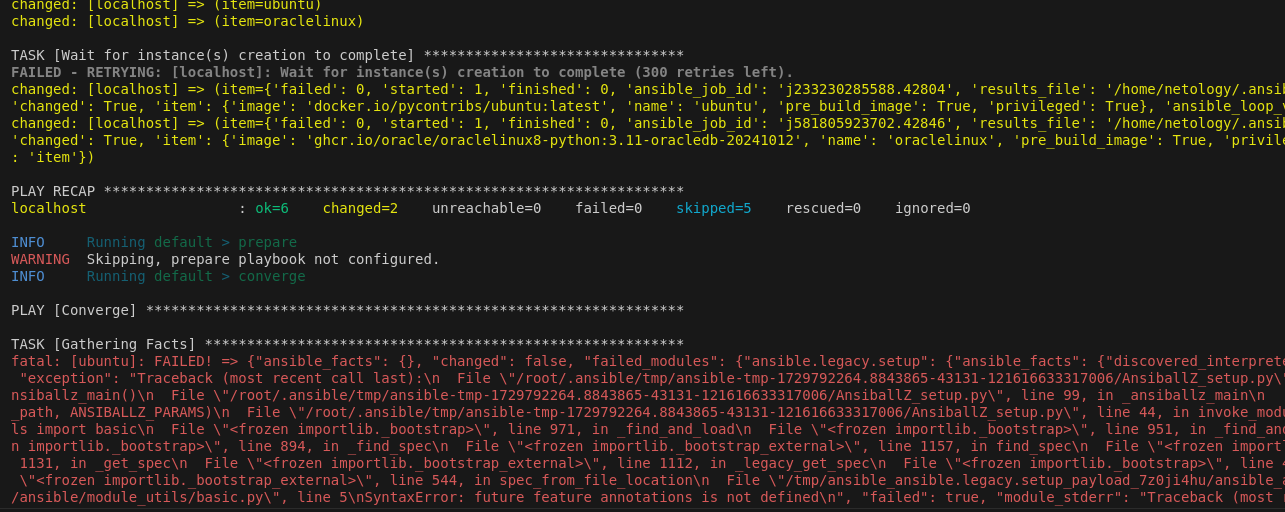 changed: [localhost] => (item=ubuntu)
changed: [localhost] => (item=oraclelinux)
TASK [Wait for instance(s) creation to complete] *******************************
FAILED - RETRYING: [localhost]: Wait for instance(s) creation to complete (300 retries left).
changed: [localhost] => (item={'failed': 0, 'started': 1, 'finished': 0, 'ansible_job_id': 'j233230285588.42804', 'results_file': '/home/netology/.ansib
'changed': True, 'item': {'image': 'docker.io/pycontribs/ubuntu:latest', 'name': 'ubuntu', 'pre_build_image': True, 'privileged': True}, 'ansible_loop_v
changed: [localhost] => (item={'failed': 0, 'started': 1, 'finished': 0, 'ansible_job_id': 'j581805923702.42846', 'results_file': '/home/netology/.ansib
'changed': True, 'item': {'image': 'ghcr.io/oracle/oraclelinux8-python:3.11-oracledb-20241012', 'name': 'oraclelinux', 'pre_build_image': True, 'privile
: 'item'})
PLAY RECAP *********************************************************************
localhost                  : ok=6    changed=2    unreachable=0    failed=0    skipped=5    rescued=0    ignored=0
INFO     Running default > prepare
WARNING  Skipping, prepare playbook not configured.
INFO     Running default > converge
PLAY [Converge] ****************************************************************
TASK [Gathering Facts] *********************************************************
fatal: [ubuntu]: FAILED! => {"ansible_facts": {}, "changed": false, "failed_modules": {"ansible.legacy.setup": {"ansible_facts": {"discovered_interprete
"exception": "Traceback (most recent call last):\n  File \"/root/.ansible/tmp/ansible-tmp-1729792264.8843865-43131-121616633317006/AnsiballZ_setup.py\"
nsiballz_main()\n  File \"/root/.ansible/tmp/ansible-tmp-1729792264.8843865-43131-121616633317006/AnsiballZ_setup.py\", line 99, in _ansiballz_main\n
_path, ANSIBALLZ_PARAMS)\n  File \"/root/.ansible/tmp/ansible-tmp-1729792264.8843865-43131-121616633317006/AnsiballZ_setup.py\", line 44, in invoke_modu
ls import basic\n  File \"<frozen importlib._bootstrap>\", line 971, in _find_and_load\n  File \"<frozen importlib._bootstrap>\", line 951, in _find_and
n importlib._bootstrap>\", line 894, in _find_spec\n  File \"<frozen importlib._bootstrap_external>\", line 1157, in find_spec\n  File \"<frozen importl
1131, in _get_spec\n  File \"<frozen importlib._bootstrap_external>\", line 1112, in _legacy_get_spec\n  File \"<frozen importlib._bootstrap>\", line 4
\"<frozen importlib._bootstrap_external>\", line 544, in spec_from_file_location\n  File \"/tmp/ansible_ansible.legacy.setup_payload_7z0ji4hu/ansible_a
/ansible/module_utils/basic.py\", line 5\nSyntaxError: future feature annotations is not defined\n", "failed": true, "module_stderr": "Traceback (most r